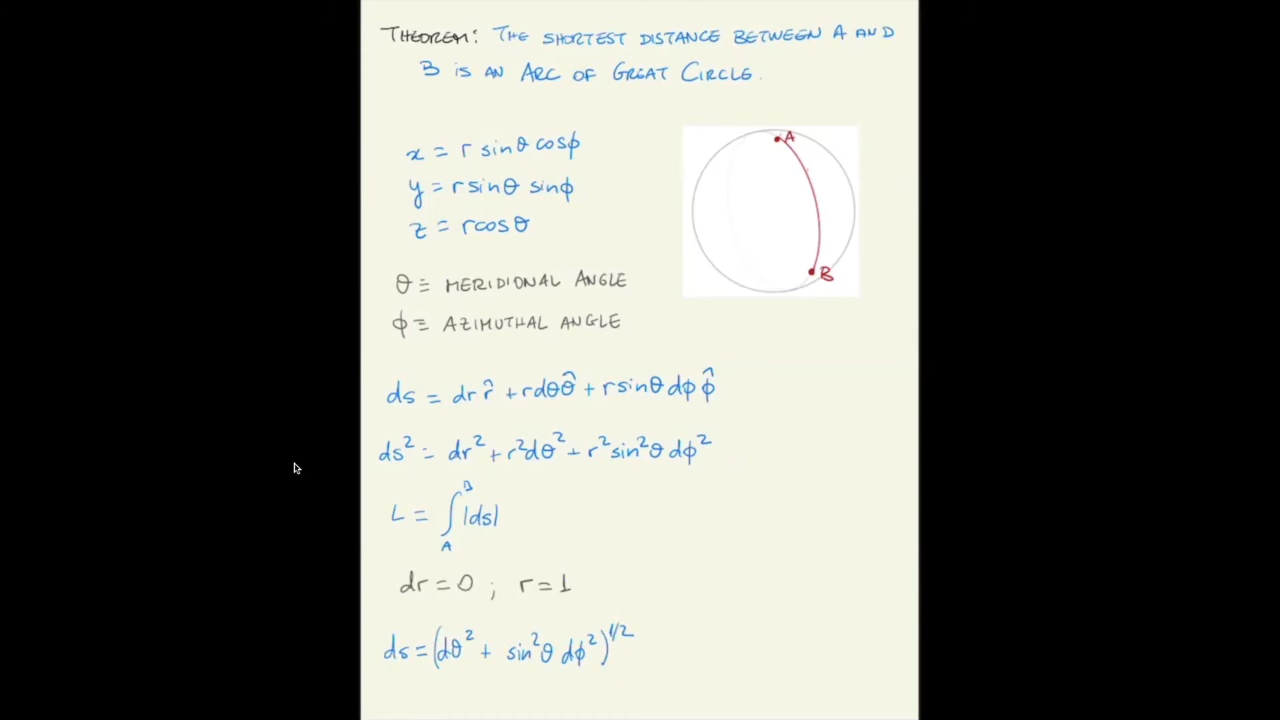 THEOREM: THE SHORTEST DISTANCE BETWEEN A AND
B IS AN ARC OF GREAT CIRCLE.
x = r sinθ cosϕ
y = r sinθ sinϕ
z = r cosθ
A
B
θ ≡ MERIDIONAL ANGLE
ϕ ≡ AZIMUTHAL ANGLE
ds = dr r̂ + r dθ θ̂ + r sinθ dϕ ϕ̂
ds² = dr² + r²dθ² + r² sin²θ dϕ²
L = ∫_A^B |ds|
dr = 0 ; r = 1
ds = (dθ² + sin²θ dϕ²)^1/2